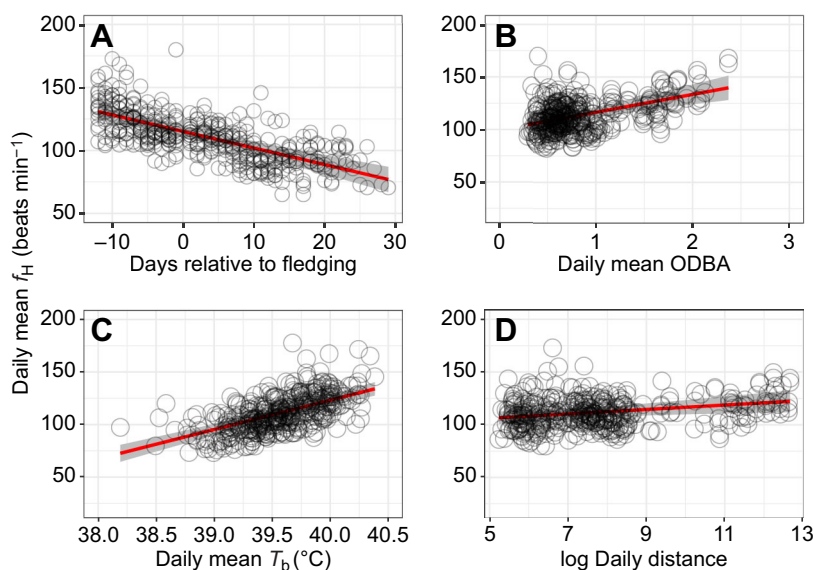 Daily mean fH (beats min−1)
A
200
150
100
50
−10 0 10 20 30
Days relative to fledging
B
200
150
100
50
0 1 2 3
Daily mean ODBA
C
200
150
100
50
38.0 38.5 39.0 39.5 40.0 40.5
Daily mean Tb (°C)
D
200
150
100
50
5 7 9 11 13
log Daily distance